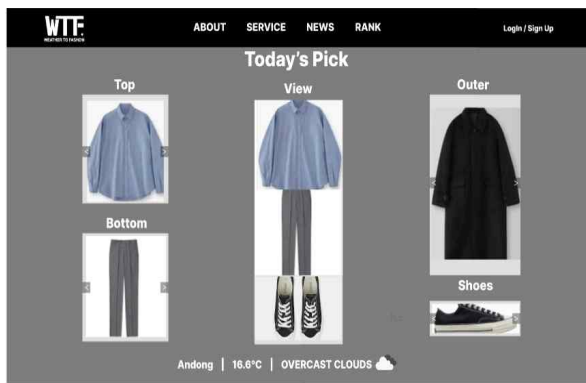 WTF:
WEATHER TO FASHION
ABOUT SERVICE NEWS RANK
LogIn / Sign Up
Today's Pick
Top
View
Outer
Bottom
Shoes
Andong | 16.6°C | OVERCAST CLOUDS